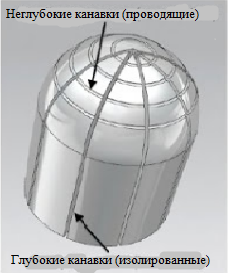 Неглубокие канавки (проводящие)
Глубокие канавки (изолированные)